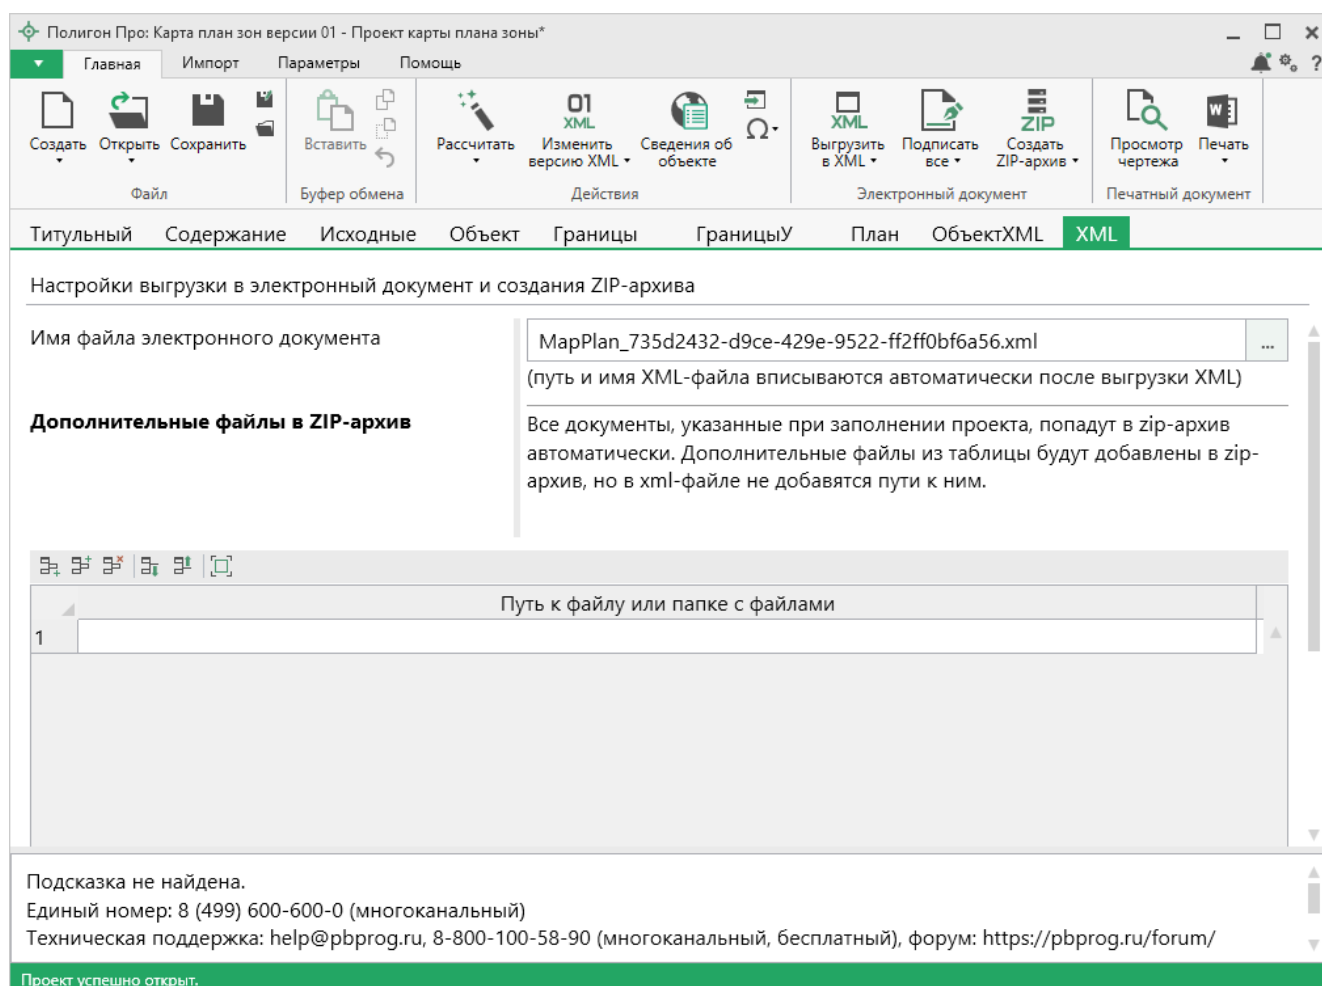 Полигон Про: Карта план зон версии 01 - Проект карты плана зоны*
Главная Импорт Параметры Помощь
?
Создать Открыть Сохранить
Вставить
Рассчитать
01 XML Изменить версию XML
Сведения об объекте
Ω
XML Выгрузить в XML
Подписать все
ZIP Создать ZIP-архив
Просмотр чертежа
W Печать
Файл Буфер обмена Действия Электронный документ Печатный документ
Титульный Содержание Исходные Объект Границы ГраницыУ План ОбъектXML XML
Настройки выгрузки в электронный документ и создания ZIP-архива
Имя файла электронного документа
MapPlan_735d2432-d9ce-429e-9522-ff2ff0bf6a56.xml ...
(путь и имя XML-файла вписываются автоматически после выгрузки XML)
Дополнительные файлы в ZIP-архив
Все документы, указанные при заполнении проекта, попадут в zip-архив
автоматически. Дополнительные файлы из таблицы будут добавлены в zip-
архив, но в xml-файле не добавятся пути к ним.
Путь к файлу или папке с файлами
1
Подсказка не найдена.
Единый номер: 8 (499) 600-600-0 (многоканальный)
Техническая поддержка: help@pbprog.ru, 8-800-100-58-90 (многоканальный, бесплатный), форум: https://pbprog.ru/forum/
Проект успешно открыт.